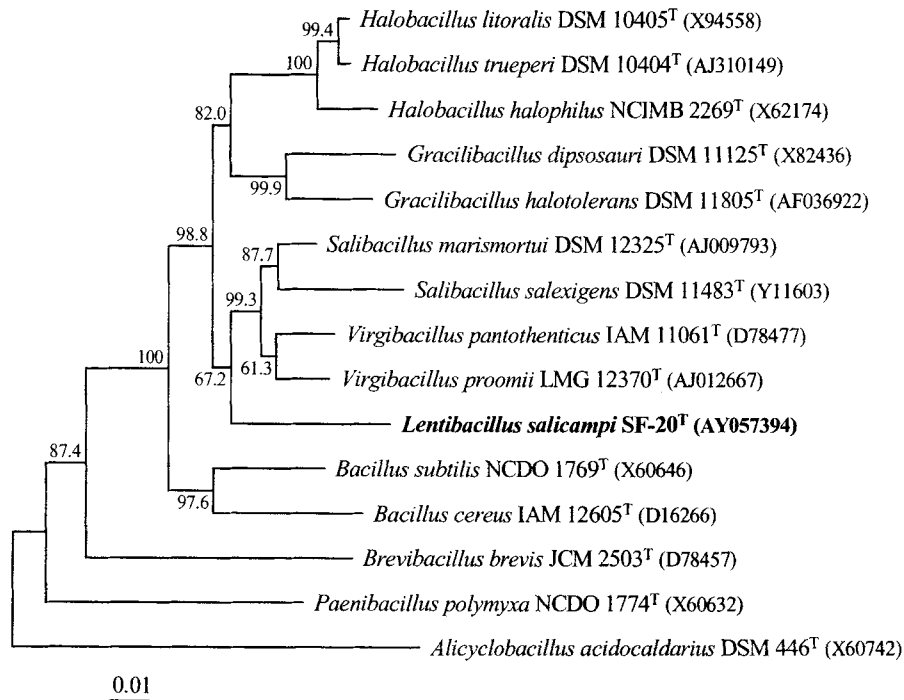 Halobacillus litoralis DSM 10405ᵀ (X94558)
99.4
Halobacillus trueperi DSM 10404ᵀ (AJ310149)
100
Halobacillus halophilus NCIMB 2269ᵀ (X62174)
82.0
Gracilibacillus dipsosauri DSM 11125ᵀ (X82436)
99.9
Gracilibacillus halotolerans DSM 11805ᵀ (AF036922)
98.8
Salibacillus marismortui DSM 12325ᵀ (AJ009793)
87.7
Salibacillus salexigens DSM 11483ᵀ (Y11603)
99.3
Virgibacillus pantothenticus IAM 11061ᵀ (D78477)
100
61.3
67.2
Virgibacillus proomii LMG 12370ᵀ (AJ012667)
Lentibacillus salicampi SF-20ᵀ (AY057394)
87.4
Bacillus subtilis NCDO 1769ᵀ (X60646)
97.6
Bacillus cereus IAM 12605ᵀ (D16266)
Brevibacillus brevis JCM 2503ᵀ (D78457)
Paenibacillus polymyxa NCDO 1774ᵀ (X60632)
Alicyclobacillus acidocaldarius DSM 446ᵀ (X60742)
0.01